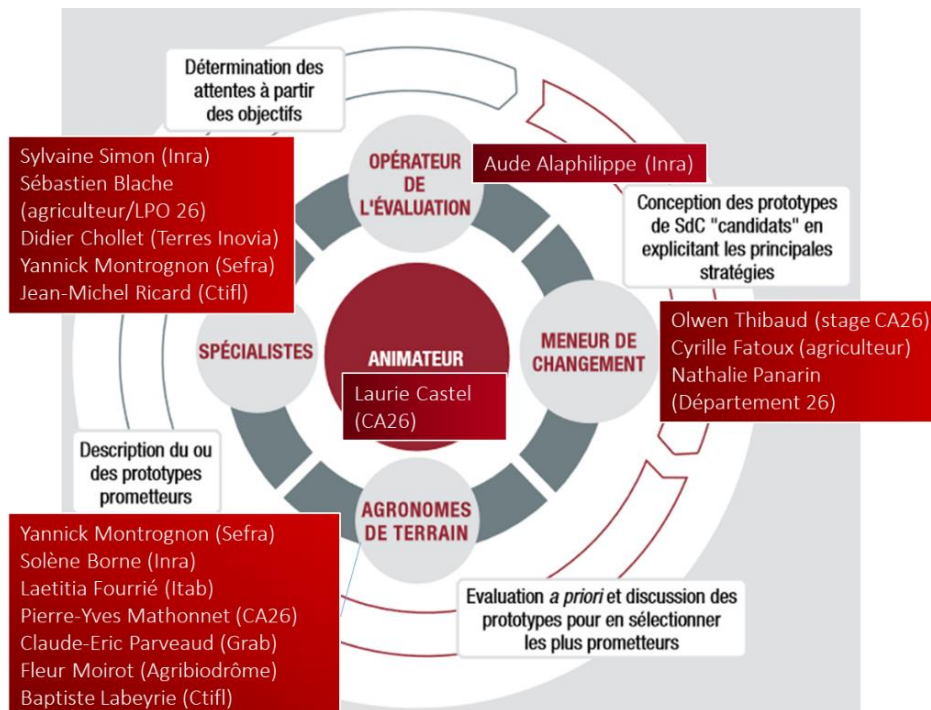 Détermination des
attentes à partir
des objectifs
Sylvaine Simon (Inra)
Sébastien Blache
(agriculteur/LPO 26)
Didier Chollet (Terres Inovia)
Yannick Montrognon (Sefra)
Jean-Michel Ricard (Ctifl)
OPÉRATEUR
DE
L'ÉVALUATION
Aude Alaphilippe (Inra)
Conception des prototypes
de SdC "candidats" en
explicitant les principales
stratégies
SPÉCIALISTES
ANIMATEUR
Laurie Castel
(CA26)
MENEUR DE
CHANGEMENT
Olwen Thibaud (stage CA26)
Cyrille Fatoux (agriculteur)
Nathalie Panarin
(Département 26)
Description du ou
des prototypes
prometteurs
AGRONOMES
DE TERRAIN
Yannick Montrognon (Sefra)
Solène Borne (Inra)
Laetitia Fourrié (Itab)
Pierre-Yves Mathonnet (CA26)
Claude-Eric Parveaud (Grab)
Fleur Moirot (Agribiodrôme)
Baptiste Labeyrie (Ctifl)
Evaluation a priori et discussion des
prototypes pour en sélectionner
les plus prometteurs